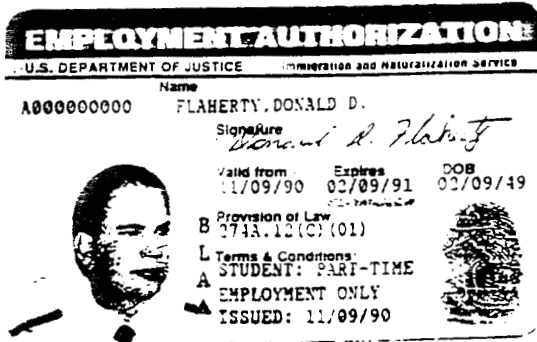 EMPLOYMENT AUTHORIZATION
U.S. DEPARTMENT OF JUSTICE Immigration and Naturalization Service
Name
A000000000 FLAHERTY, DONALD D.
Signature Donald D. Flaherty
Valid from Expires DOB
11/09/90 02/09/91 02/09/49
Provision of Law
274A.12(C)(01)
Terms & Conditions:
STUDENT: PART-TIME
EMPLOYMENT ONLY
ISSUED: 11/09/90
B
L
A
A